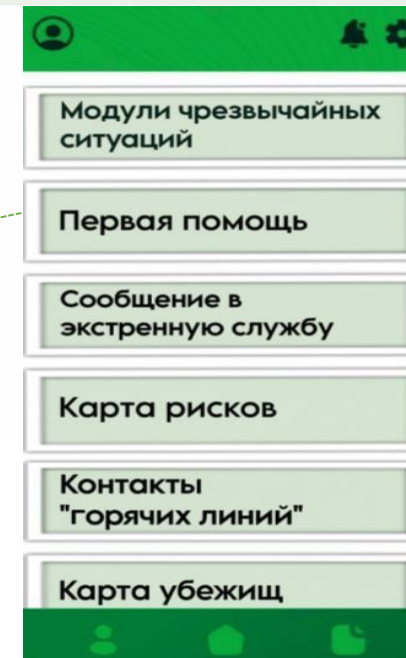 Модули чрезвычайных
ситуаций
Первая помощь
Сообщение в
экстренную службу
Карта рисков
Контакты
"горячих линий"
Карта убежищ